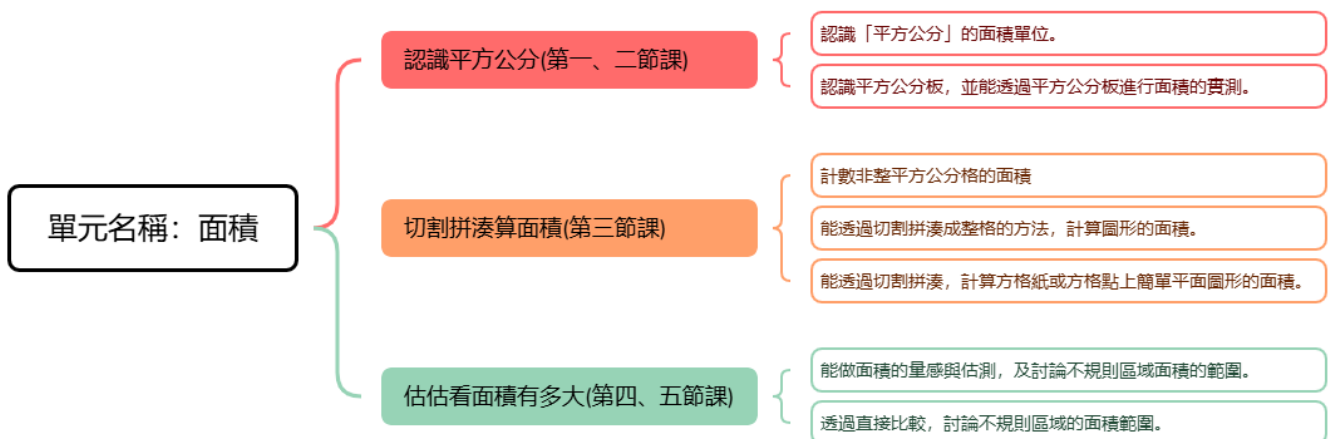 單元名稱：面積
認識平方公分(第一、二節課)
認識「平方公分」的面積單位。
認識平方公分板，並能透過平方公分板進行面積的實測。
切割拼湊算面積(第三節課)
計數非整平方公分格的面積
能透過切割拼湊成整格的方法，計算圖形的面積。
能透過切割拼湊，計算方格紙或方格點上簡單平面圖形的面積。
估估看面積有多大(第四、五節課)
能做面積的量感與估測，及討論不規則區域面積的範圍。
透過直接比較，討論不規則區域的面積範圍。